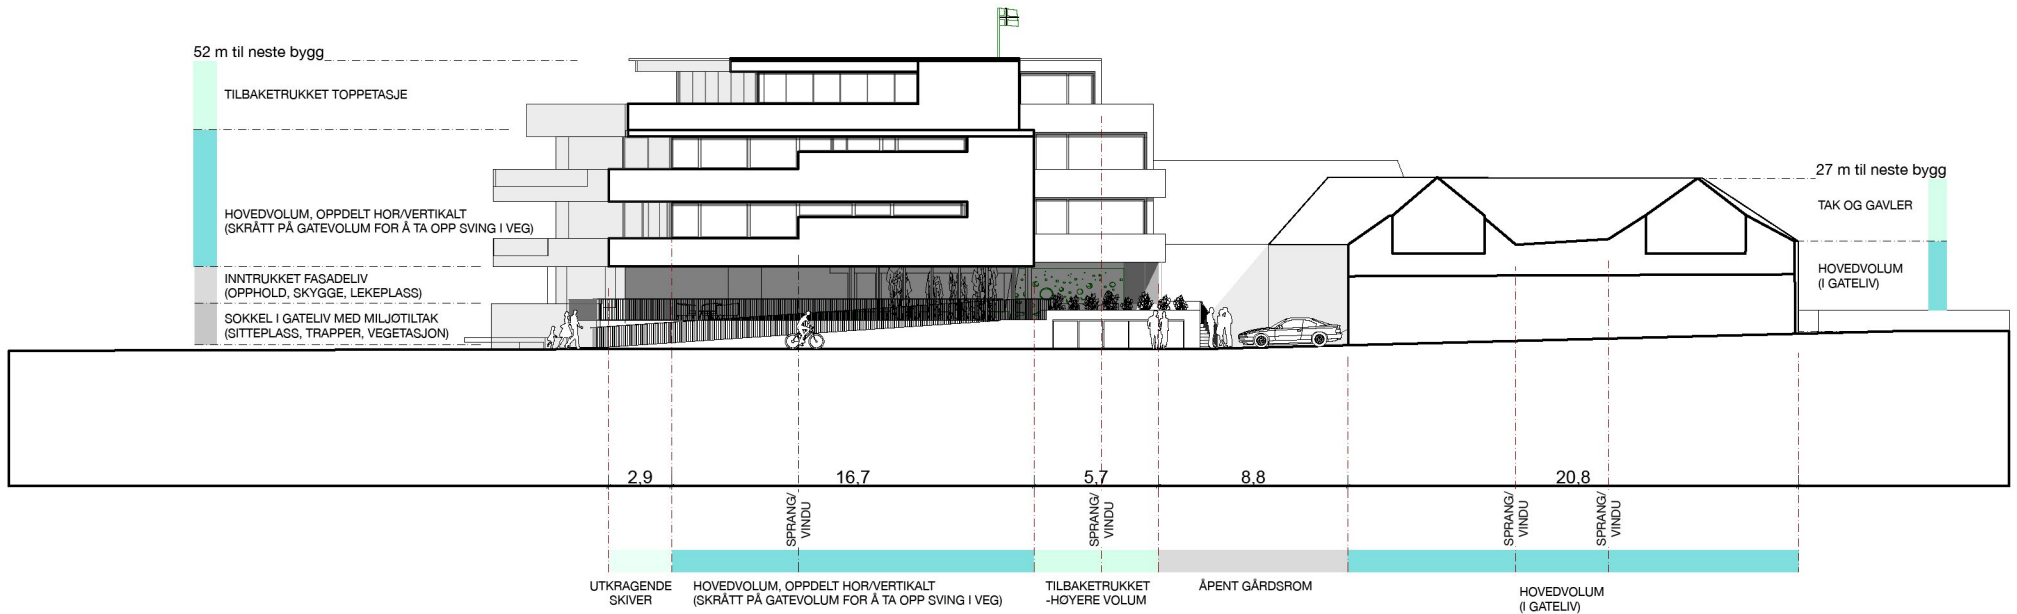 52 m til neste bygg
TILBAKETRUKKET TOPPETASJE
HOVEDVOLUM, OPPDELT HOR/VERTIKALT
(SKRÅTT PÅ GATEVOLUM FOR Å TA OPP SVING I VEG)
INNTRUKKET FASADELIV
(OPPHOLD, SKYGGE, LEKEPLASS)
SOKKEL I GATELIV MED MILJØTILTAK
(SITTEPLASS, TRAPPER, VEGETASJON)
27 m til neste bygg
TAK OG GAVLER
HOVEDVOLUM
(I GATELIV)
2,9
16,7
5,7
8,8
20,8
SPRANG/
VINDU
SPRANG/
VINDU
SPRANG/
VINDU
SPRANG/
VINDU
UTKRAGENDE
SKIVER
HOVEDVOLUM, OPPDELT HOR/VERTIKALT
(SKRÅTT PÅ GATEVOLUM FOR Å TA OPP SVING I VEG)
TILBAKETRUKKET
-HØYERE VOLUM
ÅPENT GÅRDSROM
HOVEDVOLUM
(I GATELIV)